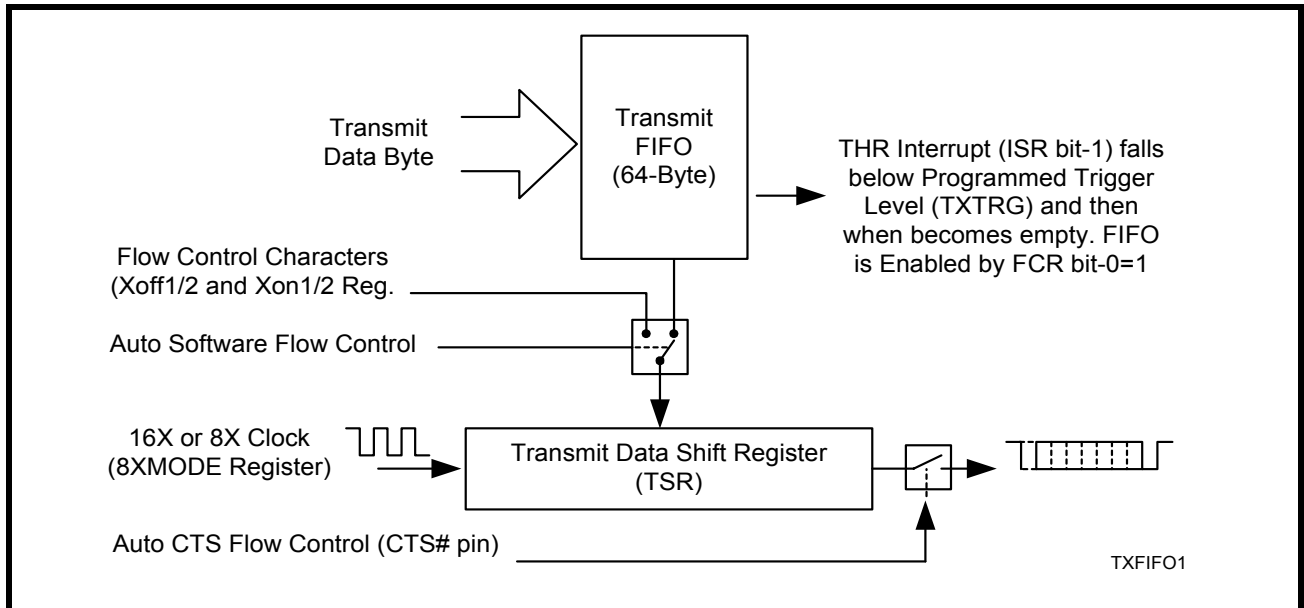 Transmit
Data Byte
Transmit
FIFO
(64-Byte)
THR Interrupt (ISR bit-1) falls
below Programmed Trigger
Level (TXTRG) and then
when becomes empty. FIFO
is Enabled by FCR bit-0=1
Flow Control Characters
(Xoff1/2 and Xon1/2 Reg.
Auto Software Flow Control
16X or 8X Clock
(8XMODE Register)
Transmit Data Shift Register
(TSR)
Auto CTS Flow Control (CTS# pin)
TXFIFO1